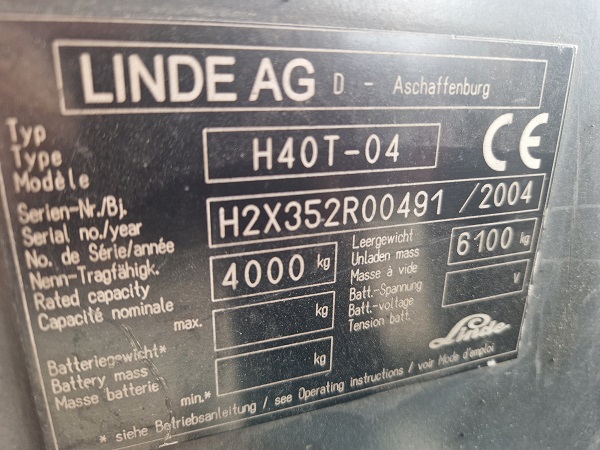 LINDE AG D - Aschaffenburg
Typ
Type
Modèle
H40T-04
CE
Serien-Nr./Bj.
Serial no./year
No. de Série/année
H2X352R00491 / 2004
Nenn-Tragfähigk.
Rated capacity
Capacité nominale
4000 kg
Leergewicht
Unladen mass
Masse à vide
6100 kg
Batt.-Spannung
Batt.-voltage
Tension batt.
V
max. kg
Batteriegewicht*
Battery mass
Masse batterie
min.* kg
Linde
* siehe Betriebsanleitung / see Operating instructions / voir Mode d'emploi